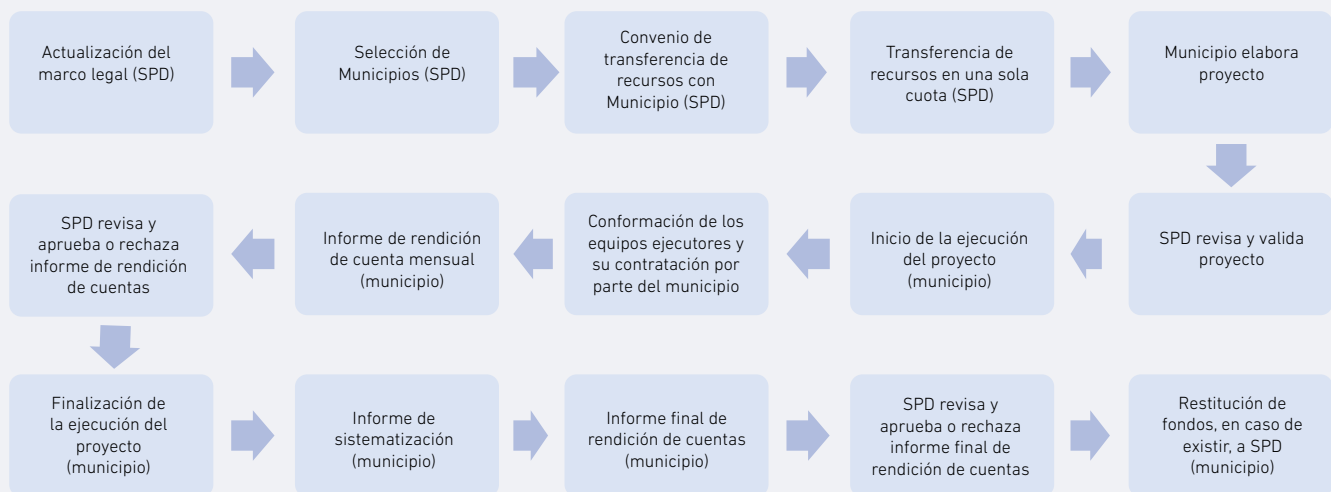 Actualización del
marco legal (SPD)
Selección de
Municipios (SPD)
Convenio de
transferencia de
recursos con
Municipio (SPD)
Transferencia de
recursos en una sola
cuota (SPD)
Municipio elabora
proyecto
SPD revisa y valida
proyecto
Inicio de la ejecución
del proyecto
(municipio)
Conformación de los
equipos ejecutores y
su contratación por
parte del municipio
Informe de rendición
de cuenta mensual
(municipio)
SPD revisa y
aprueba o rechaza
informe de rendición
de cuentas
Finalización de
la ejecución del
proyecto
(municipio)
Informe de
sistematización
(municipio)
Informe final de
rendición de cuentas
(municipio)
SPD revisa y
aprueba o rechaza
informe final de
rendición de cuentas
Restitución de
fondos, en caso de
existir, a SPD
(municipio)